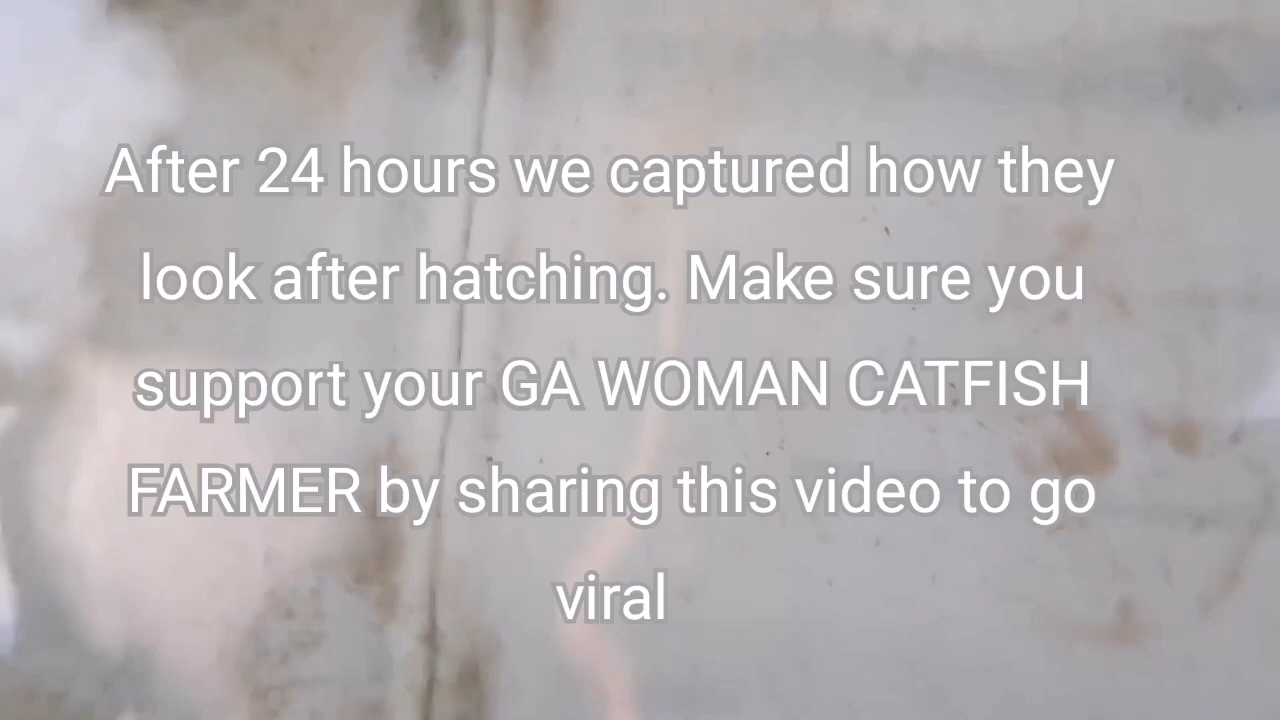 After 24 hours we captured how they
look after hatching. Make sure you
support your GA WOMAN CATFISH
FARMER by sharing this video to go
viral